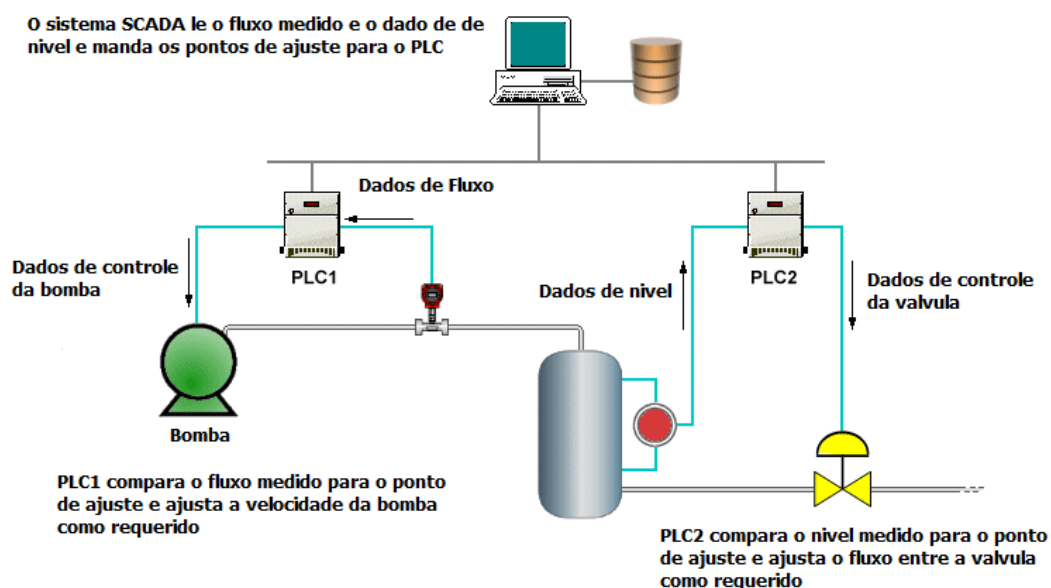 O sistema SCADA le o fluxo medido e o dado de de
nivel e manda os pontos de ajuste para o PLC
Dados de Fluxo
PLC1
PLC2
Dados de controle
da bomba
Dados de nivel
Dados de controle
da valvula
Bomba
PLC1 compara o fluxo medido para o ponto
de ajuste e ajusta a velocidade da bomba
como requerido
PLC2 compara o nivel medido para o ponto
de ajuste e ajusta o fluxo entre a valvula
como requerido